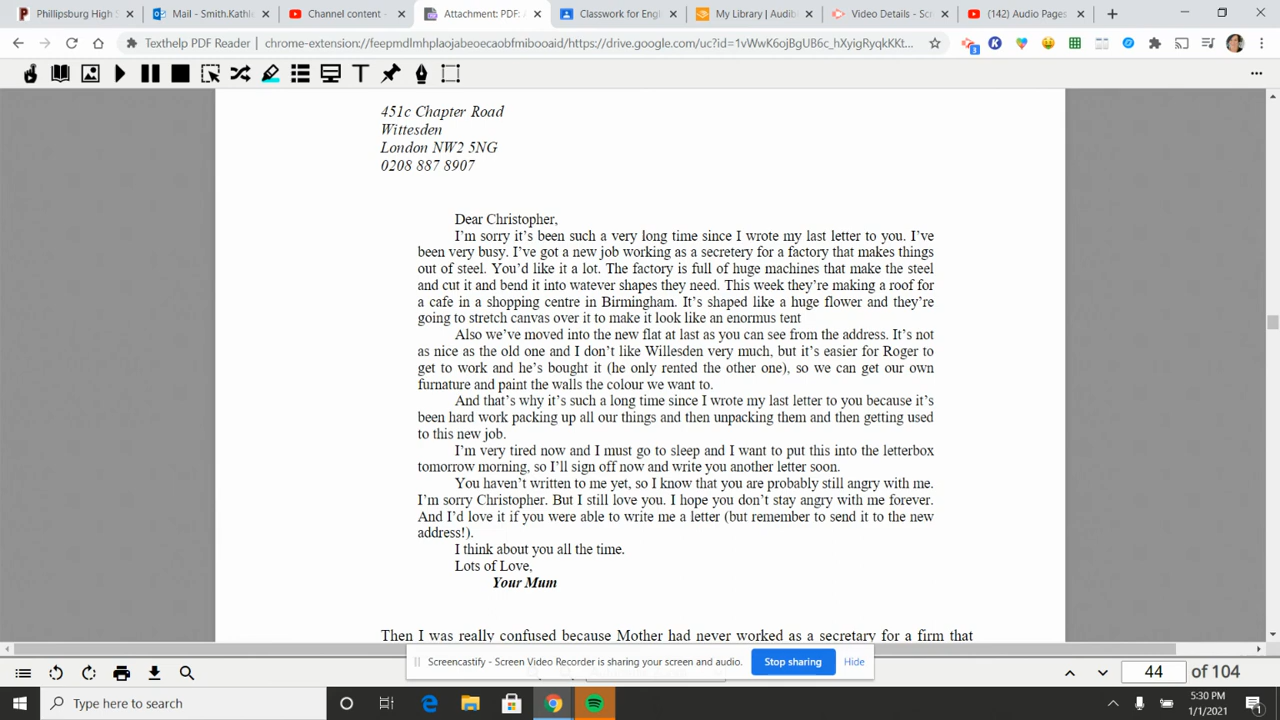 Phillipsburg High S
Mail - Smith.Kathle
Channel content -
Attachment: PDF:
Classwork for Engl
My Library | Audib
Video Details - Scr
(142) Audio Pages
Texthelp PDF Reader
chrome-extension://feepmdlmhplaojabeoecaobfmibooaid/https://drive.google.com/uc?id=1vWwK6ojBgUB6c_hXyigRyqkKKt...
3
451c Chapter Road
Wittesden
London NW2 5NG
0208 887 8907
Dear Christopher,
I'm sorry it's been such a very long time since I wrote my last letter to you. I've
been very busy. I've got a new job working as a secretery for a factory that makes things
out of steel. You'd like it a lot. The factory is full of huge machines that make the steel
and cut it and bend it into watever shapes they need. This week they're making a roof for
a cafe in a shopping centre in Birmingham. It's shaped like a huge flower and they're
going to stretch canvas over it to make it look like an enormus tent
Also we've moved into the new flat at last as you can see from the address. It's not
as nice as the old one and I don't like Willesden very much, but it's easier for Roger to
get to work and he's bought it (he only rented the other one), so we can get our own
furnature and paint the walls the colour we want to.
And that's why it's such a long time since I wrote my last letter to you because it's
been hard work packing up all our things and then unpacking them and then getting used
to this new job.
I'm very tired now and I must go to sleep and I want to put this into the letterbox
tomorrow morning, so I'll sign off now and write you another letter soon.
You haven't written to me yet, so I know that you are probably still angry with me.
I'm sorry Christopher. But I still love you. I hope you don't stay angry with me forever.
And I'd love it if you were able to write me a letter (but remember to send it to the new
address!).
I think about you all the time.
Lots of Love,
Your Mum
Then I was really confused because Mother had never worked as a secretary for a firm that
Screencastify - Screen Video Recorder is sharing your screen and audio.
Stop sharing
Hide
44 of 104
Type here to search
5:30 PM
1/1/2021
1